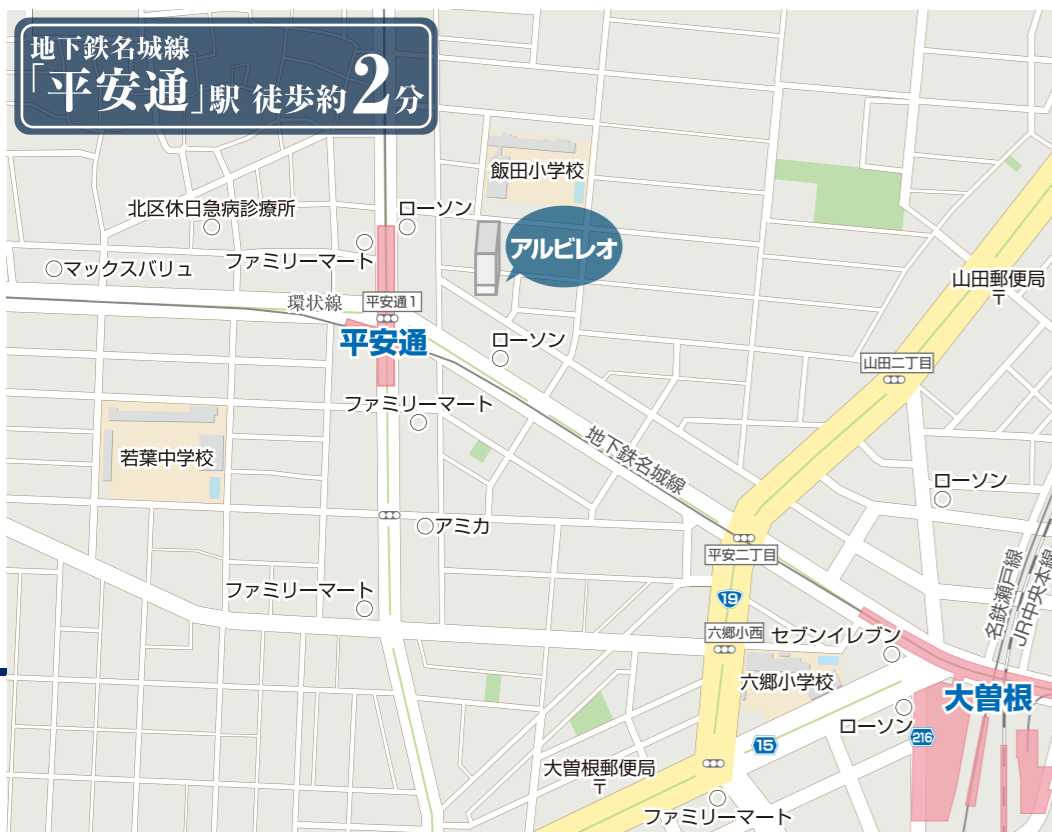 地下鉄名城線
「平安通」駅 徒歩約2分
飯田小学校
北区休日急病診療所
ローソン
アルビレオ
ファミリーマート
マックスバリュ
山田郵便局
〒
環状線
平安通1
平安通
ローソン
山田二丁目
ファミリーマート
地下鉄名城線
若葉中学校
ローソン
アミカ
平安二丁目
名鉄瀬戸線
JR中央本線
ファミリーマート
19
六郷小西
セブンイレブン
六郷小学校
大曽根
ローソン
216
15
大曽根郵便局
〒
ファミリーマート